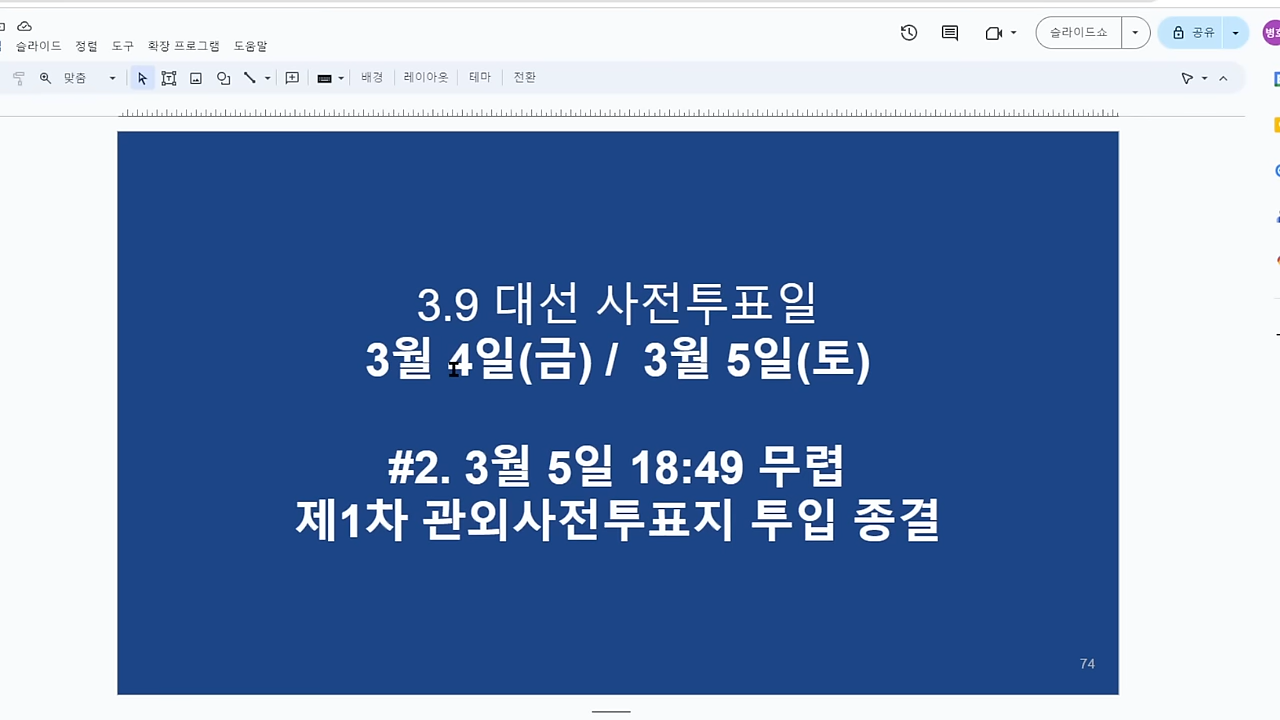 슬라이드 정렬 도구 확장 프로그램 도움말
슬라이드쇼
공유
맞춤
배경 레이아웃 테마 전환
3.9 대선 사전투표일
3월 4일(금) / 3월 5일(토)
#2. 3월 5일 18:49 무렵
제1차 관외사전투표지 투입 종결
74